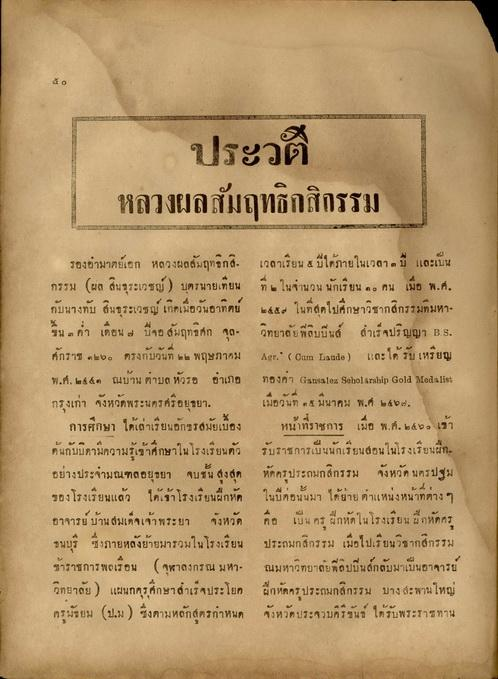 ๕๐
ประวัติ
หลวงผลสัมฤทธิกสิกรรม
รองอำมาตย์เอก หลวงผลสัมฤทธิกสิ-
กรรม (ผล สินธุระเวชญ์) บุตรนายเทียน
กับนางทับ สินธุระเวชญ์ เกิดเมื่อวันอาทิตย์
ขึ้น ๓ ค่ำ เดือน ๗ ปีจอสัมฤทธิศก จุล-
ศักราช ๑๒๖๐ ตรงกับวันที่ ๒๒ พฤษภาคม
พ.ศ. ๒๔๔๑ ณบ้านตำบลหัวรอ อำเภอ
กรุงเก่า จังหวัดพระนครศรีอยุธยา.
การศึกษา ได้เล่าเรียนอักขรสมัยเบื้อง
ต้นกับบิดามีความรู้เข้าศึกษาในโรงเรียนตัว
อย่างประจำมณฑลอยุธยา จบชั้นสูงสุด
ของโรงเรียนแล้ว ได้เข้าโรงเรียนฝึกหัด
อาจารย์บ้านสมเด็จเจ้าพระยา จังหวัด
ธนบุรี ซึ่งภายหลังย้ายมารวมในโรงเรียน
ข้าราชการพลเรือน (จุฬาลงกรณมหา-
วิทยาลัย) แผนกคุรุศึกษาสำเร็จประโยค
ครูมัธยม (ป.ม) ซึ่งตามหลักสูตรกำหนด
เวลาเรียน ๕ ปีได้ภายในเวลา ๓ ปี และเป็น
ที่ ๒ ในจำนวนนักเรียน ๑๐ คน เมื่อ พ.ศ.
๒๔๕๙ ในที่สุดไปศึกษาวิชากสิกรรมที่มหา-
วิทยาลัยฟิลิปปีนส์ สำเร็จปริญญา B.S.
Agr. (Cum Laude) และได้รับเหรียญ
ทองคำ Gansalez Scholarship Gold Medalist
เมื่อวันที่ ๓๕ มีนาคม พ.ศ. ๒๔๖๗.
หน้าที่ราชการ เมื่อ พ.ศ. ๒๔๖๐ เข้า
รับราชการเป็นนักเรียนสอนในโรงเรียนฝึก-
หัดครูประถมกสิกรรม จังหวัดนครปฐม
ในปีต่อนั้นมา ได้ย้ายตำแหน่งหน้าที่ต่างๆ
คือ เป็นครูฝึกหัดในโรงเรียนฝึกหัดครู
ประถมกสิกรรม เมื่อไปเรียนวิชากสิกรรม
ณมหาวิทยาลัยฟิลิปปีนส์กลับมาเป็นอาจารย์
ฝึกหัดครูประถมกสิกรรม บางสะพานใหญ่
จังหวัดประจวบคีรีขันธ์ ได้รับพระราชทาน